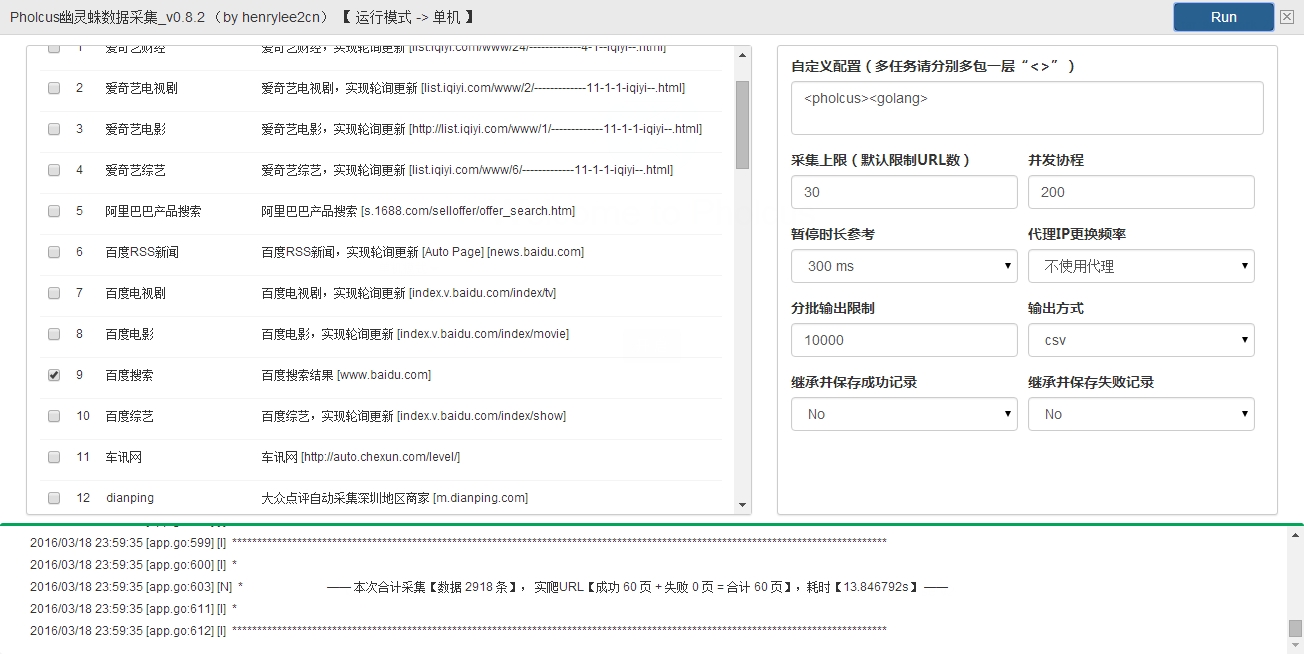 Pholcus幽灵蛛数据采集_v0.8.2 （by henrylee2cn） 【 运行模式 -> 单机 】 Run
1 爱奇艺财经 爱奇艺财经，实现轮询更新 [list.iqiyi.com/www/24/-------------4-1--iqiyi--.html]
2 爱奇艺电视剧 爱奇艺电视剧，实现轮询更新 [list.iqiyi.com/www/2/-------------11-1-1-iqiyi--.html]
3 爱奇艺电影 爱奇艺电影，实现轮询更新 [http://list.iqiyi.com/www/1/-------------11-1-1-iqiyi--.html]
4 爱奇艺综艺 爱奇艺综艺，实现轮询更新 [list.iqiyi.com/www/6/-------------11-1-1-iqiyi--.html]
5 阿里巴巴产品搜索 阿里巴巴产品搜索 [s.1688.com/selloffer/offer_search.htm]
6 百度RSS新闻 百度RSS新闻，实现轮询更新 [Auto Page] [news.baidu.com]
7 百度电视剧 百度电视剧，实现轮询更新 [index.v.baidu.com/index/tv]
8 百度电影 百度电影，实现轮询更新 [index.v.baidu.com/index/movie]
9 百度搜索 百度搜索结果 [www.baidu.com]
10 百度综艺 百度综艺，实现轮询更新 [index.v.baidu.com/index/show]
11 车讯网 车讯网 [http://auto.chexun.com/level/]
12 dianping 大众点评自动采集深圳地区商家 [m.dianping.com]
自定义配置（多任务请分别多包一层“<>”）
<pholcus><golang>
采集上限（默认限制URL数） 并发协程
30 200
暂停时长参考 代理IP更换频率
300 ms 不使用代理
分批输出限制 输出方式
10000 csv
继承并保存成功记录 继承并保存失败记录
No No
2016/03/18 23:59:35 [app.go:599] [I] ***********************************************************************************************************************************
2016/03/18 23:59:35 [app.go:600] [I] *
2016/03/18 23:59:35 [app.go:603] [N] * —— 本次合计采集【数据 2918 条】， 实爬URL【成功 60 页 + 失败 0 页 = 合计 60 页】，耗时【13.846792s】 ——
2016/03/18 23:59:35 [app.go:611] [I] *
2016/03/18 23:59:35 [app.go:612] [I] ***********************************************************************************************************************************